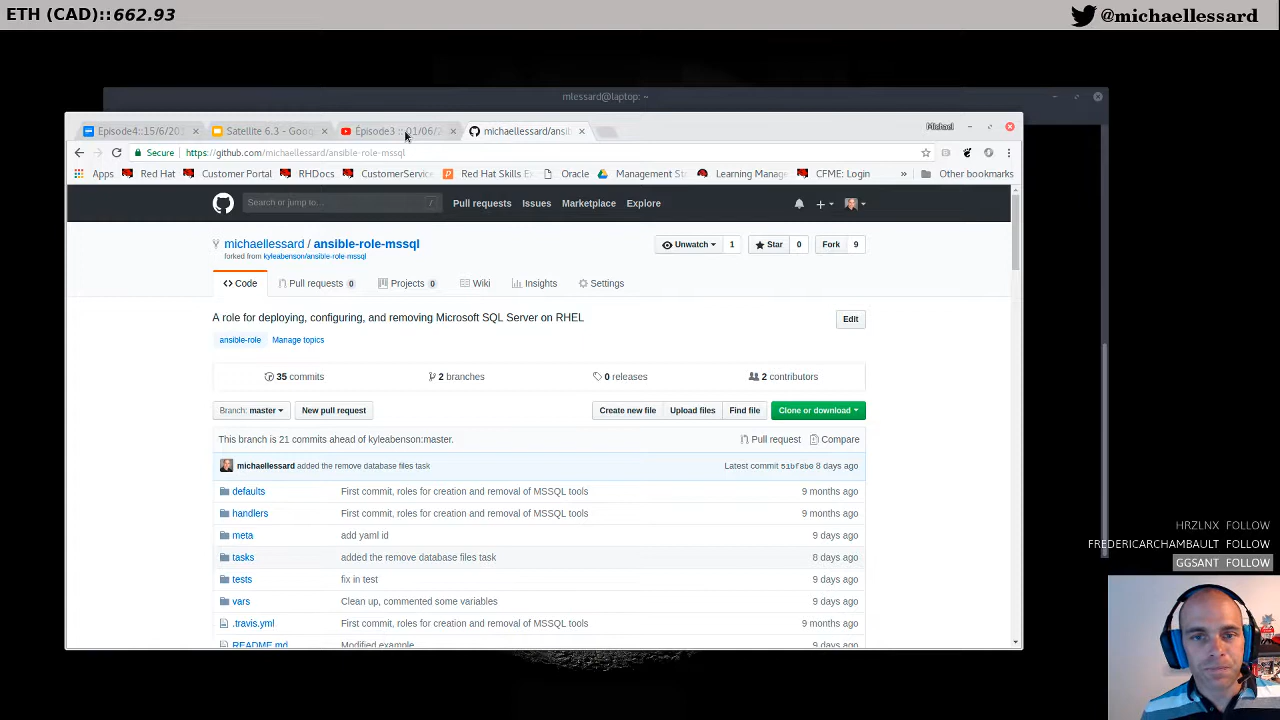 ETH (CAD)::662.93
@michaellessard
mlessard@laptop: ~
Episode4::15/6/201
Satellite 6.3 - Goog
Épisode3 :: 01/06/2
michaellessard/ansib
Michael
Secure
https://github.com/michaellessard/ansible-role-mssql
Apps
Red Hat
Customer Portal
RHDocs
CustomerService
Red Hat Skills Ex
Oracle
Management St
Learning Manag
CFME: Login
»
Other bookmarks
Search or jump to...
/
Pull requests
Issues
Marketplace
Explore
michaellessard / ansible-role-mssql
forked from kyleabenson/ansible-role-mssql
Unwatch
1
Star
0
Fork
9
<> Code
Pull requests 0
Projects 0
Wiki
Insights
Settings
A role for deploying, configuring, and removing Microsoft SQL Server on RHEL
Edit
ansible-role
Manage topics
35 commits
2 branches
0 releases
2 contributors
Branch: master
New pull request
Create new file
Upload files
Find file
Clone or download
This branch is 21 commits ahead of kyleabenson:master.
Pull request
Compare
michaellessard added the remove database files task
Latest commit 51bf8b0 8 days ago
defaults First commit, roles for creation and removal of MSSQL tools 9 months ago
handlers First commit, roles for creation and removal of MSSQL tools 9 months ago
meta add yaml id 9 days ago
tasks added the remove database files task 8 days ago
tests fix in test 9 days ago
vars Clean up, commented some variables 9 days ago
.travis.yml First commit, roles for creation and removal of MSSQL tools 9 months ago
README.md Modified example 9 days ago
HRZLNX FOLLOW
FREDERICARCHAMBAULT FOLLOW
GGSANT FOLLOW